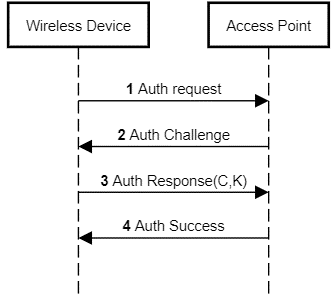 Wireless Device
Access Point
1 Auth request
2 Auth Challenge
3 Auth Response(C,K)
4 Auth Success